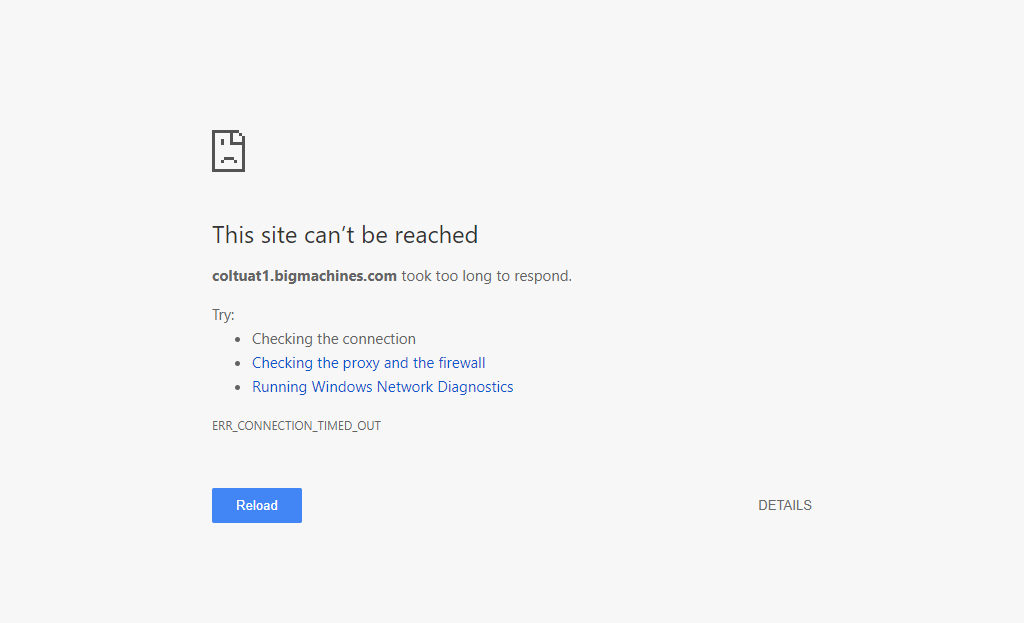 This site can’t be reached
coltuat1.bigmachines.com took too long to respond.
Try:
Checking the connection
Checking the proxy and the firewall
Running Windows Network Diagnostics
ERR_CONNECTION_TIMED_OUT
Reload
DETAILS